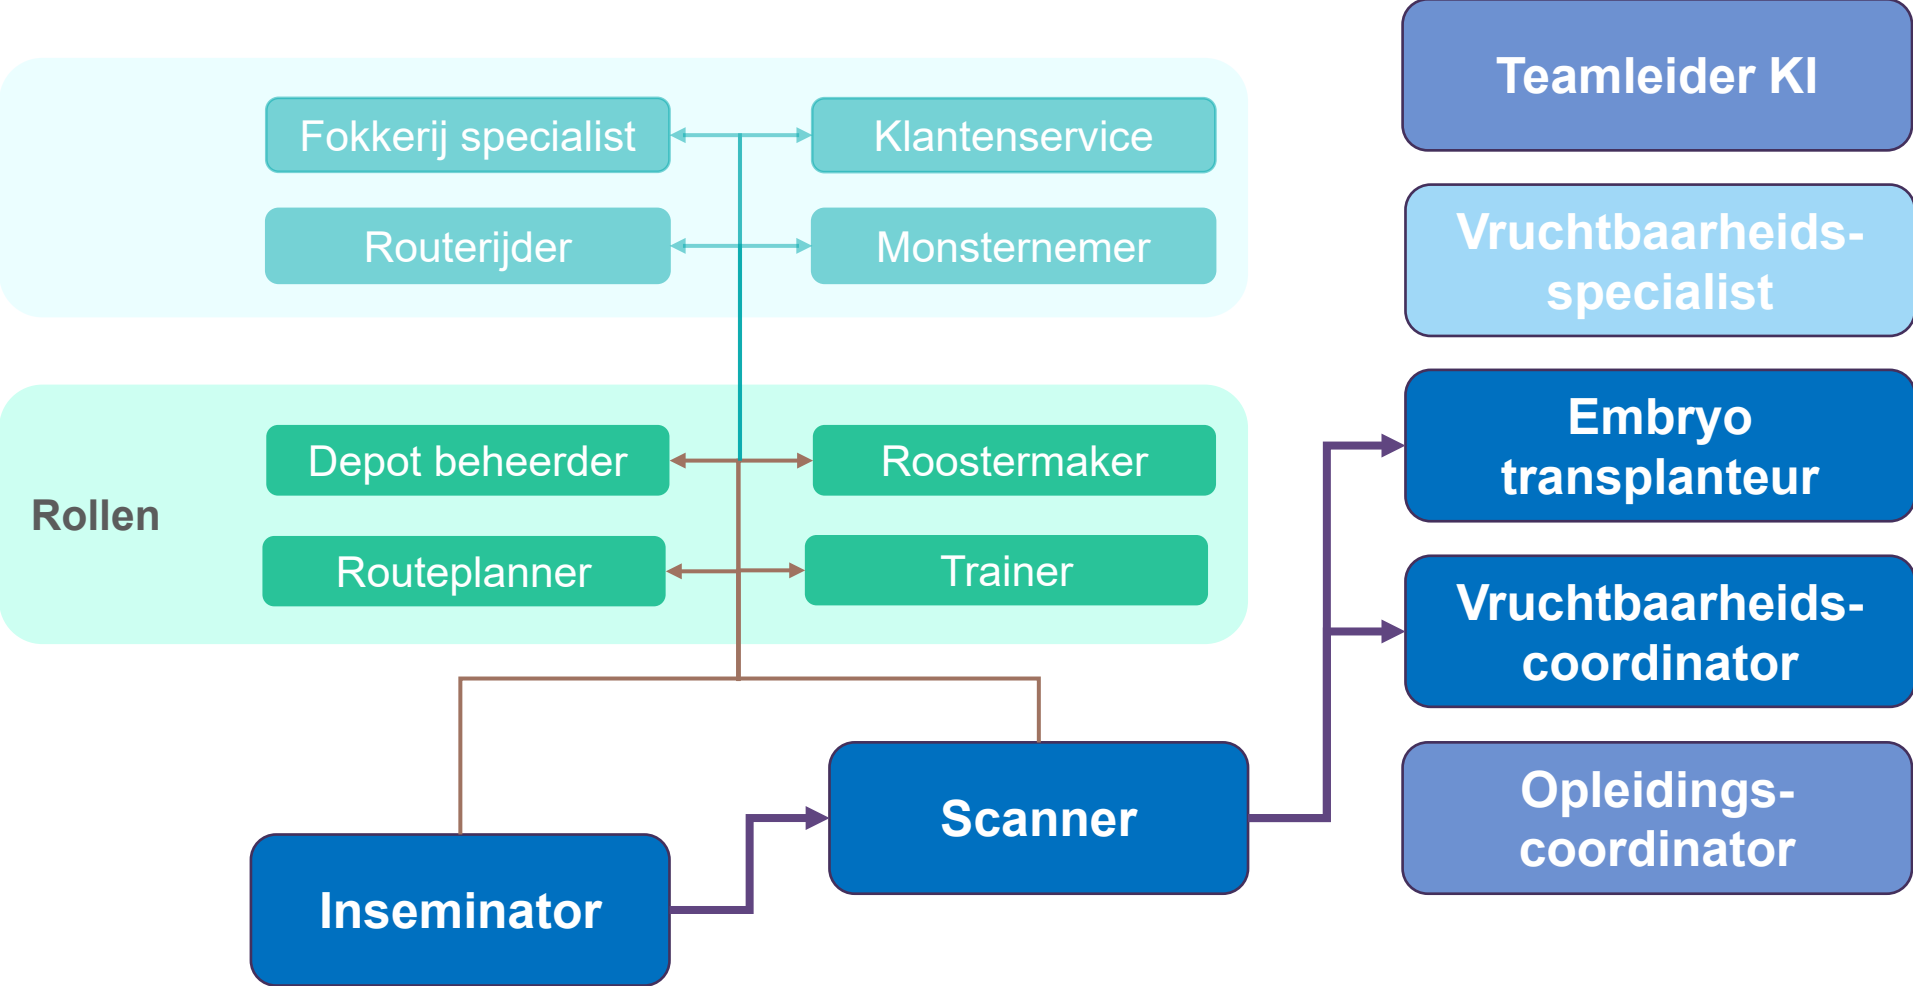 Teamleider KI
Fokkerij specialist
Klantenservice
Routerijder
Monsternemer
Vruchtbaarheids-
specialist
Rollen
Depot beheerder
Roostermaker
Routeplanner
Trainer
Embryo
transplanteur
Vruchtbaarheids-
coordinator
Scanner
Opleidings-
coordinator
Inseminator